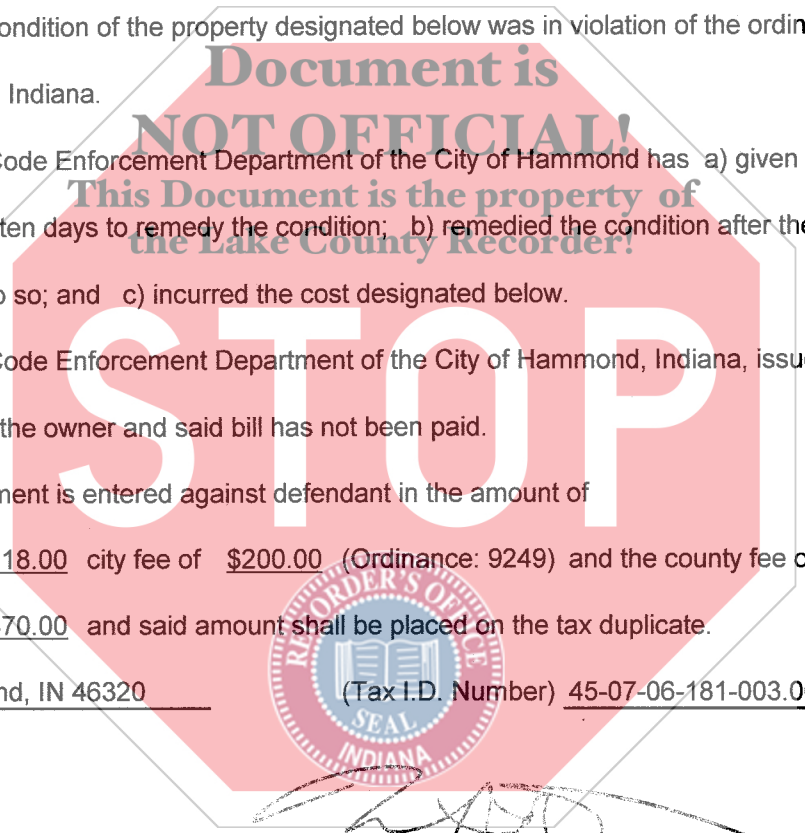 ondition of the property designated below was in violation of the ordin
Document is
Indiana.
NOT OFFICIAL!
Code Enforcement Department of the City of Hammond has a) given
This Document is the property of
ten days to remedy the condition; b) remedied the condition after the
the Lake County Recorder!
o so; and c) incurred the cost designated below.
STOP
Code Enforcement Department of the City of Hammond, Indiana, issu
the owner and said bill has not been paid.
ment is entered against defendant in the amount of
18.00 city fee of $200.00 (Ordinance: 9249) and the county fee o
70.00 and said amount shall be placed on the tax duplicate.
RECORDER'S OFFICE
nd, IN 46320 (Tax I.D. Number) 45-07-06-181-003.0
SEAL
INDIANA